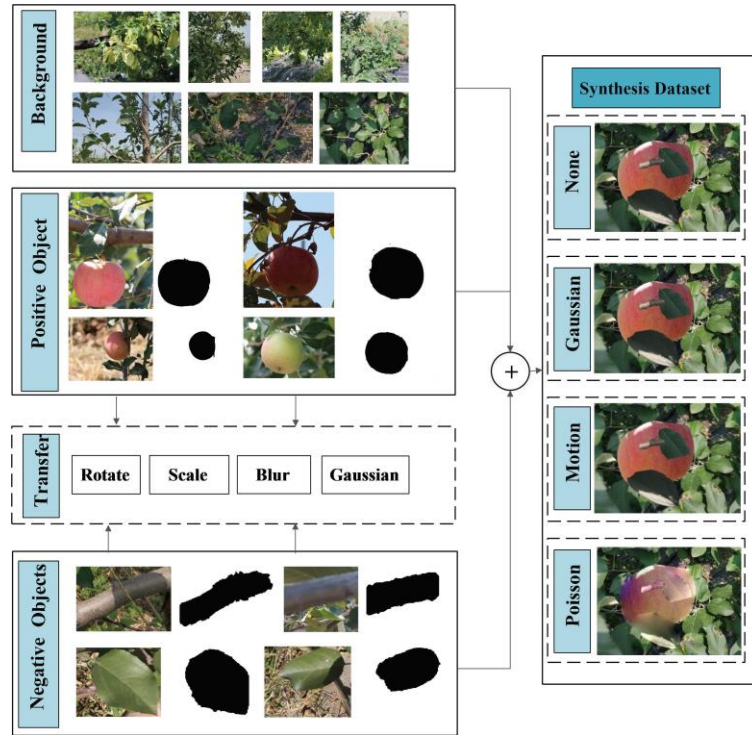 Background
Positive Object
Transfer
Rotate
Scale
Blur
Gaussian
Negative Objects
+
Synthesis Dataset
None
Gaussian
Motion
Poisson